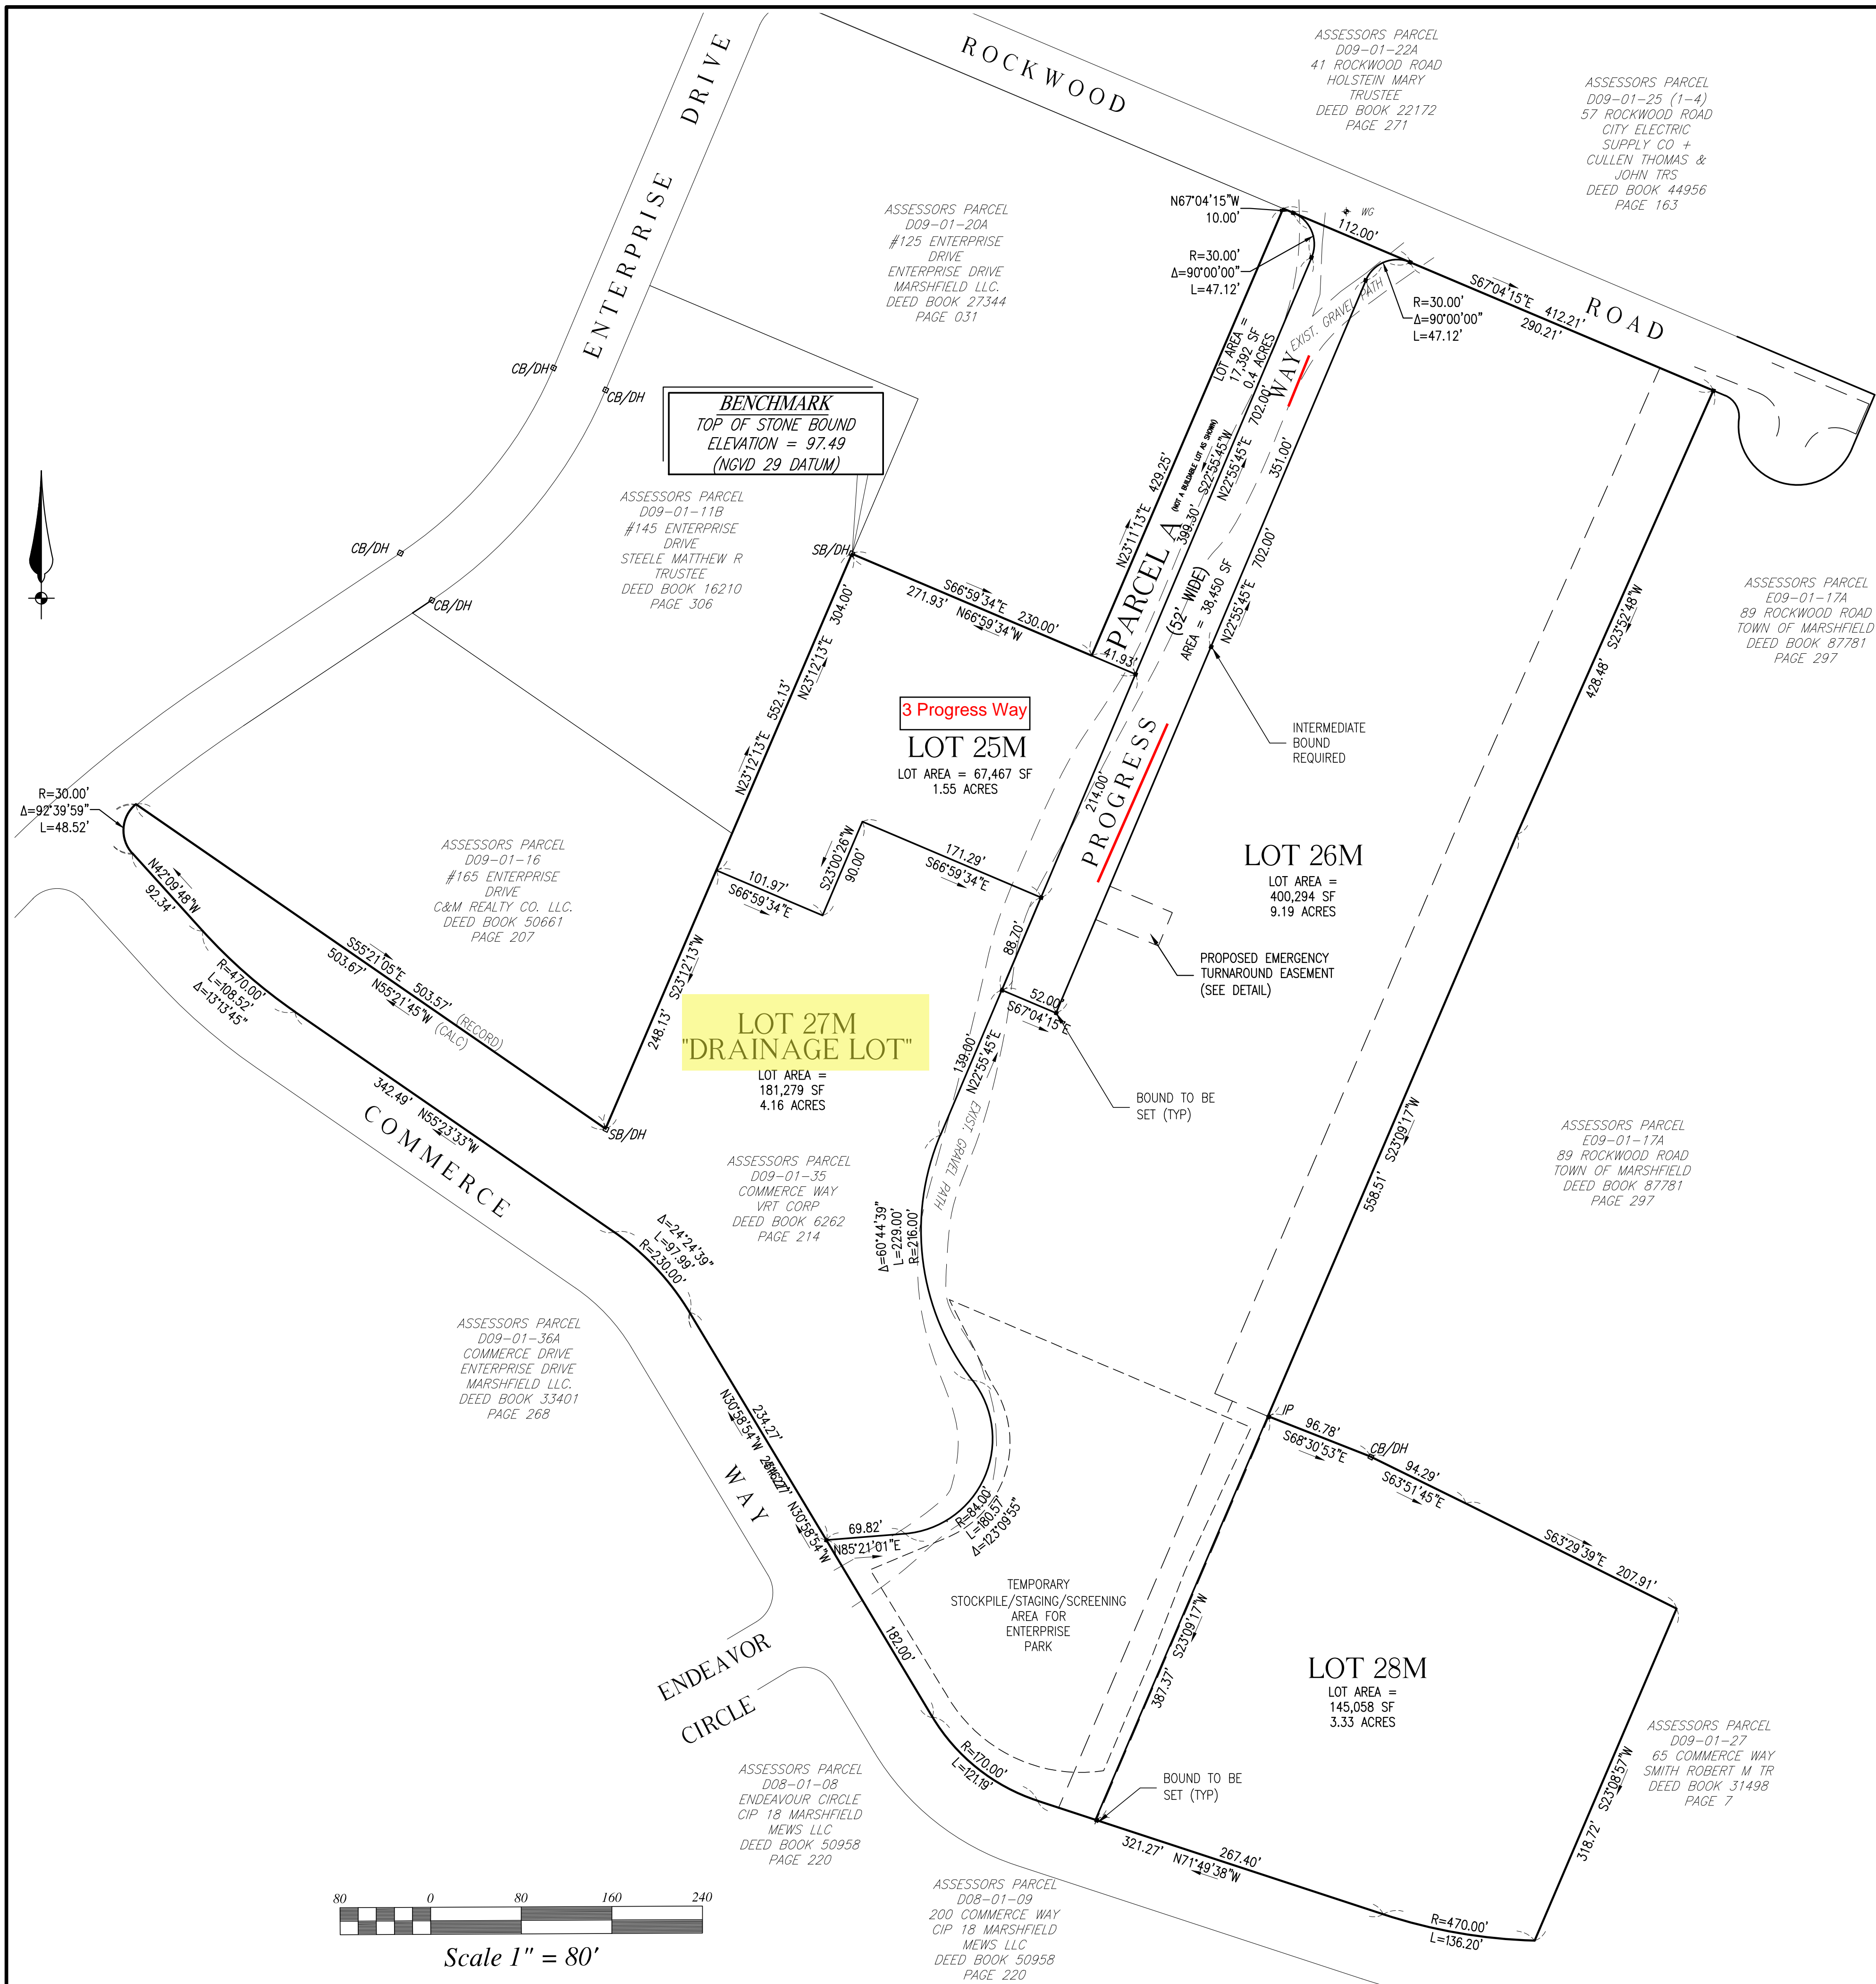 ENTERPRISE DRIVE
ROCKWOOD
ROAD
ASSESSORS PARCEL
D09-01-22A
41 ROCKWOOD ROAD
HOLSTEIN MARY
TRUSTEE
DEED BOOK 22172
PAGE 271
ASSESSORS PARCEL
D09-01-25 (1-4)
57 ROCKWOOD ROAD
CITY ELECTRIC
SUPPLY CO +
CULLEN THOMAS &
JOHN TRS
DEED BOOK 44956
PAGE 163
ASSESSORS PARCEL
D09-01-20A
#125 ENTERPRISE
DRIVE
ENTERPRISE DRIVE
MARSHFIELD LLC.
DEED BOOK 27344
PAGE 031
N67°04'15"W
10.00'
WG
112.00'
R=30.00'
Δ=90°00'00"
L=47.12'
R=30.00'
Δ=90°00'00"
L=47.12'
S67°04'15"E 412.21'
290.21'
EXIST. GRAVEL PATH
LOT AREA =
17,392 SF
0.4 ACRES
WAY
CB/DH
CB/DH
BENCHMARK
TOP OF STONE BOUND
ELEVATION = 97.49
(NGVD 29 DATUM)
N23°11'13"E 429.25'
PARCEL A
(NOT A BUILDABLE LOT AS SHOWN)
399.30' S22°55'45"W 702.00'
N22°55'45"E
351.00'
(52' WIDE)
AREA = 38,450 SF
N22°55'45"E 702.00'
ASSESSORS PARCEL
D09-01-11B
#145 ENTERPRISE
DRIVE
STEELE MATTHEW R
TRUSTEE
DEED BOOK 16210
PAGE 306
CB/DH
CB/DH
SB/DH
S66°59'34"E 230.00'
271.93' N66°59'34"W
41.93'
N23°12'13"E 304.00'
N23°12'13"E 552.13'
428.48' S23°52'48"W
ASSESSORS PARCEL
E09-01-17A
89 ROCKWOOD ROAD
TOWN OF MARSHFIELD
DEED BOOK 87781
PAGE 297
3 Progress Way
LOT 25M
LOT AREA = 67,467 SF
1.55 ACRES
INTERMEDIATE
BOUND
REQUIRED
214.00'
PROGRESS
R=30.00'
Δ=92°39'59"
L=48.52'
ASSESSORS PARCEL
D09-01-16
#165 ENTERPRISE
DRIVE
C&M REALTY CO. LLC.
DEED BOOK 50661
PAGE 207
N42°09'48"W
92.34'
101.97'
S66°59'34"E
S23°00'26"W
90.00'
171.29'
S66°59'34"E
LOT 26M
LOT AREA =
400,294 SF
9.19 ACRES
88.70'
PROPOSED EMERGENCY
TURNAROUND EASEMENT
(SEE DETAIL)
R=470.00'
L=108.52'
Δ=13°13'45"
S55°21'05"E 503.57' (RECORD)
503.67' N55°21'45"W (CALC)
248.13' S23°12'13"W
52.00'
S67°04'15"E
LOT 27M
"DRAINAGE LOT"
LOT AREA =
181,279 SF
4.16 ACRES
139.00'
N22°55'45"E
EXIST. GRAVEL PATH
BOUND TO BE
SET (TYP)
342.49' N55°23'33"W
COMMERCE
SB/DH
ASSESSORS PARCEL
D09-01-35
COMMERCE WAY
VRT CORP
DEED BOOK 6262
PAGE 214
Δ=60°44'39"
L=229.00'
R=216.00'
558.51' S23°09'17"W
ASSESSORS PARCEL
E09-01-17A
89 ROCKWOOD ROAD
TOWN OF MARSHFIELD
DEED BOOK 87781
PAGE 297
Δ=24°24'39"
L=97.99'
R=230.00'
ASSESSORS PARCEL
D09-01-36A
COMMERCE DRIVE
ENTERPRISE DRIVE
MARSHFIELD LLC.
DEED BOOK 33401
PAGE 268
234.27'
N30°58'54"W
N30°58'54"W
WAY
69.82'
N85°21'01"E
R=84.00'
L=180.57'
Δ=123°09'55"
IP
96.78'
S68°30'53"E
CB/DH
94.29'
S63°51'45"E
S63°29'39"E 207.91'
TEMPORARY
STOCKPILE/STAGING/SCREENING
AREA FOR
ENTERPRISE
PARK
182.00'
387.37' S23°09'17"W
ENDEAVOR
CIRCLE
LOT 28M
LOT AREA =
145,058 SF
3.33 ACRES
R=170.00'
L=121.19'
BOUND TO BE
SET (TYP)
318.72' S23°08'57"W
ASSESSORS PARCEL
D09-01-27
65 COMMERCE WAY
SMITH ROBERT M TR
DEED BOOK 31498
PAGE 7
ASSESSORS PARCEL
D08-01-08
ENDEAVOUR CIRCLE
CIP 18 MARSHFIELD
MEWS LLC
DEED BOOK 50958
PAGE 220
321.27' 267.40'
N71°49'38"W
R=470.00'
L=136.20'
ASSESSORS PARCEL
D08-01-09
200 COMMERCE WAY
CIP 18 MARSHFIELD
MEWS LLC
DEED BOOK 50958
PAGE 220
80 0 80 160 240
Scale 1" = 80'